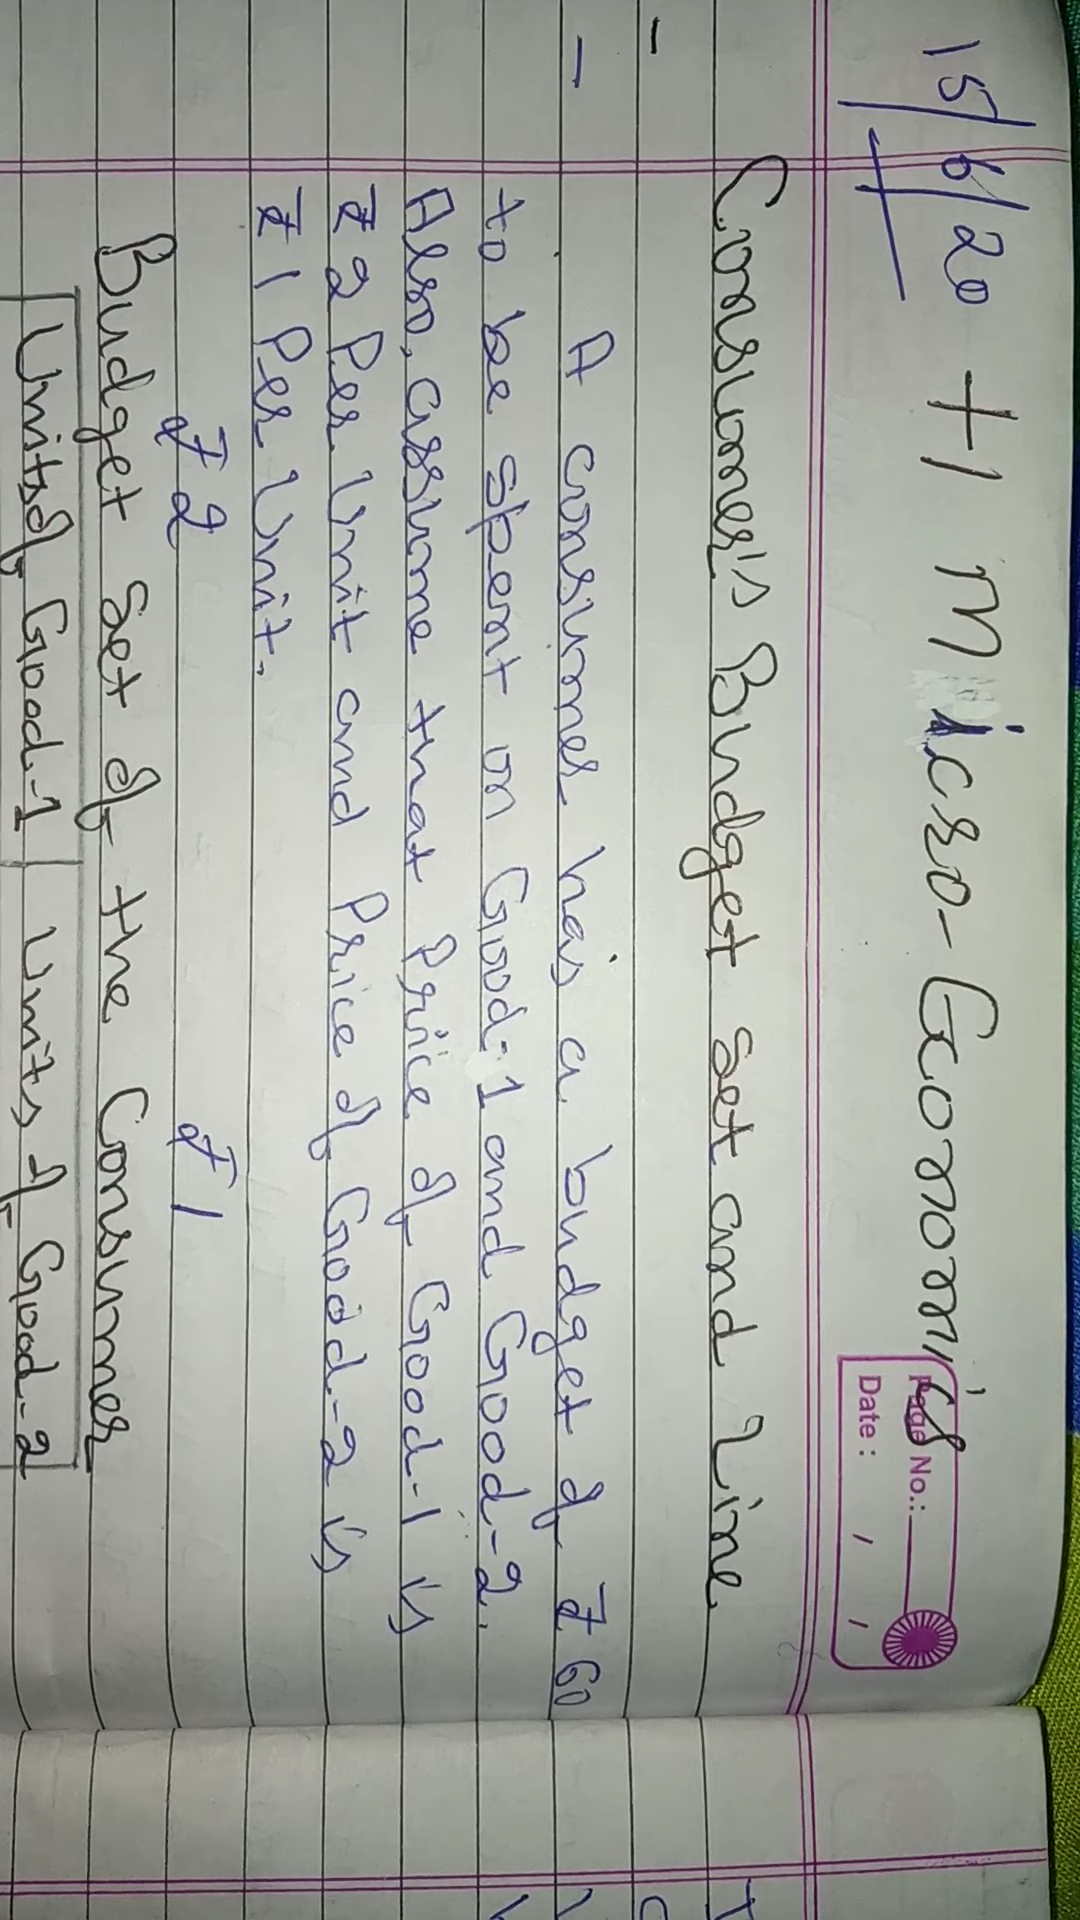 15/6/20 +1 Micro-Economics
Page No.:
Date: / /
Consumer's Budget set and Line
A consumer has a budget of ₹ 60
to be spent on Good-1 and Good-2.
Also, assume that Price of Good-1 is
₹ 2 Per Unit and Price of Good-2 is
₹ 1 Per Unit.
₹ 2 ₹ 1
Budget Set of the Consumer
Units of Good-1 Units of Good-2